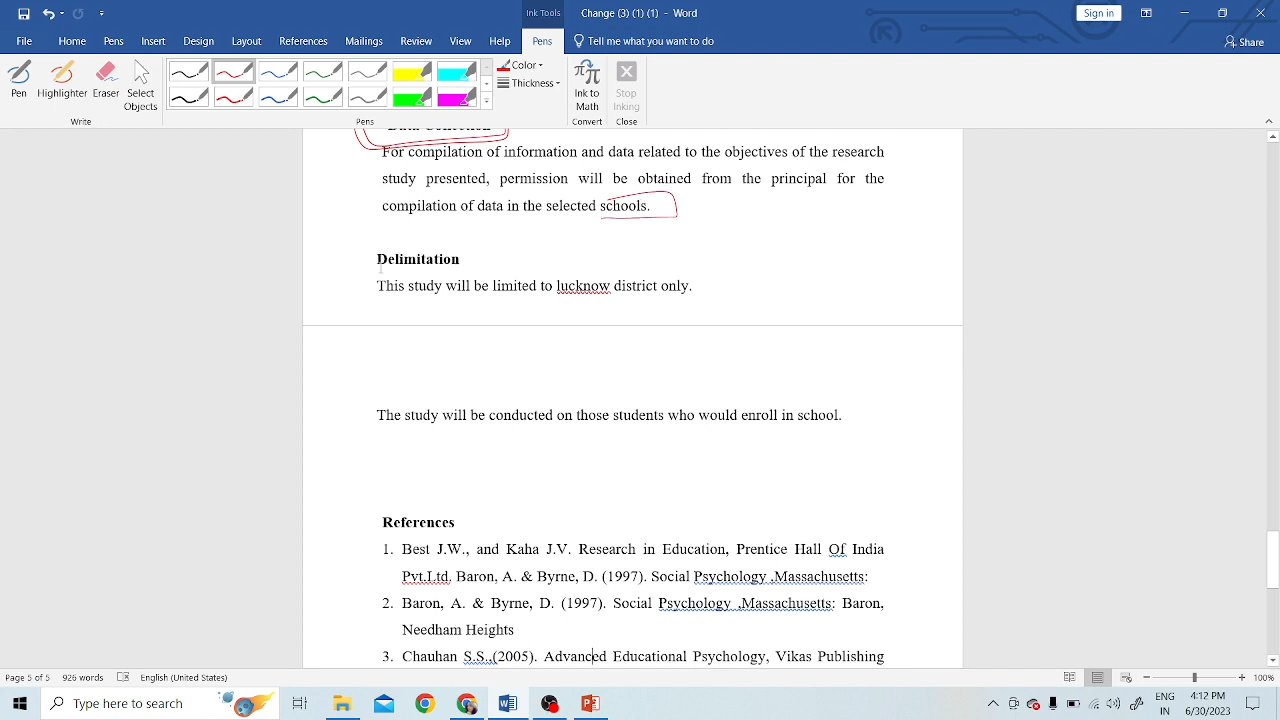 Ink Tools
Change (3) (1) (1) - Word
Sign in
File
Home
Pens
Insert
Design
Layout
References
Mailings
Review
View
Help
Pens
Tell me what you want to do
Share
Pen
Highlighter
Eraser
Select
Objects
Color
Thickness
Ink to
Math
Stop
Inking
Write
Pens
Convert
Close
For compilation of information and data related to the objectives of the research
study presented, permission will be obtained from the principal for the
compilation of data in the selected schools.
Delimitation
This study will be limited to lucknow district only.
The study will be conducted on those students who would enroll in school.
References
1. Best J.W., and Kaha J.V. Research in Education, Prentice Hall Of India
Pvt.Ltd. Baron, A. & Byrne, D. (1997). Social Psychology ,Massachusetts:
2. Baron, A. & Byrne, D. (1997). Social Psychology ,Massachusetts: Baron,
Needham Heights
3. Chauhan S.S.,(2005). Advanced Educational Psychology, Vikas Publishing
Page 5 of 5
926 words
English (United States)
100%
Type here to search
ENG
IN
4:12 PM
6/30/2023